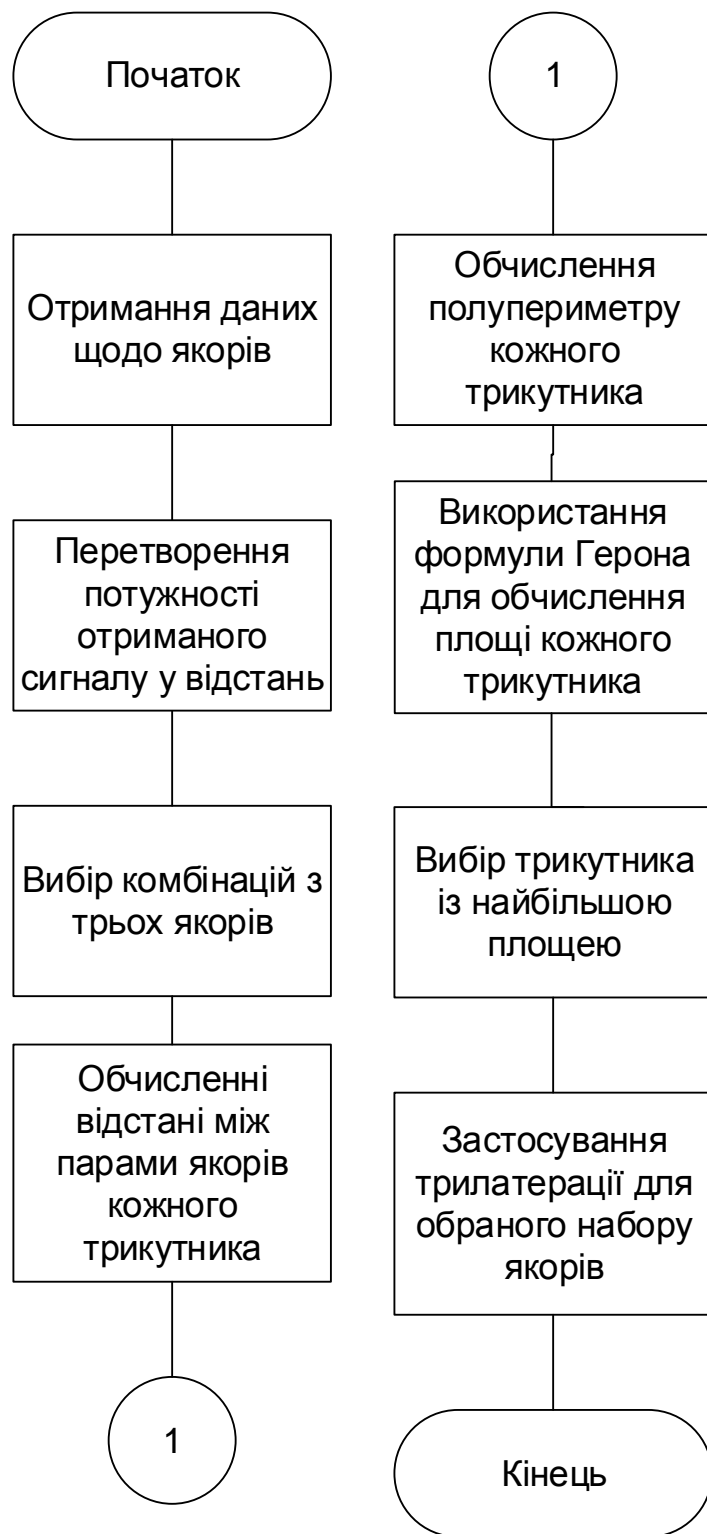 Початок
Отримання даних
щодо якорів
Перетворення
потужності
отриманого
сигналу у відстань
Вибір комбінацій з
трьох якорів
Обчисленні
відстані між
парами якорів
кожного
трикутника
1
1
Обчислення
полупериметру
кожного
трикутника
Використання
формули Герона
для обчислення
площі кожного
трикутника
Вибір трикутника
із найбільшою
площею
Застосування
трилатерації для
обраного набору
якорів
Кінець